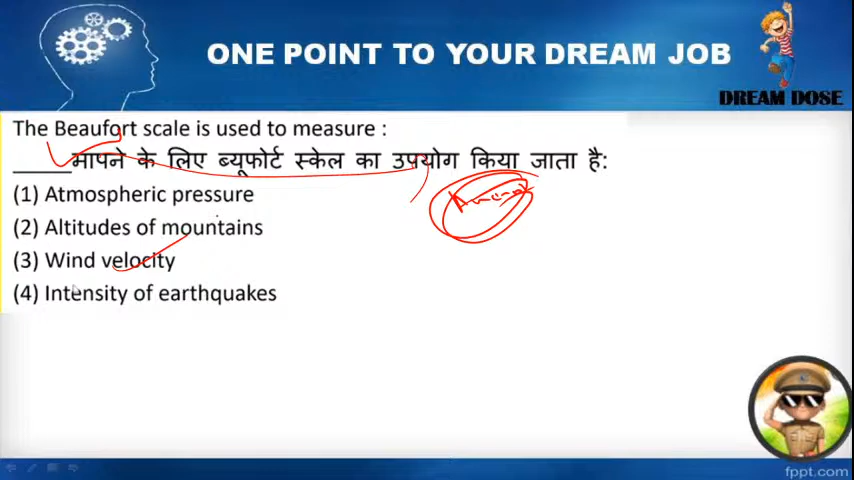 ONE POINT TO YOUR DREAM JOB
DREAM DOSE
The Beaufort scale is used to measure :
_____मापने के लिए ब्यूफोर्ट स्केल का उपयोग किया जाता है:
(1) Atmospheric pressure
(2) Altitudes of mountains
(3) Wind velocity
(4) Intensity of earthquakes
fppt.com